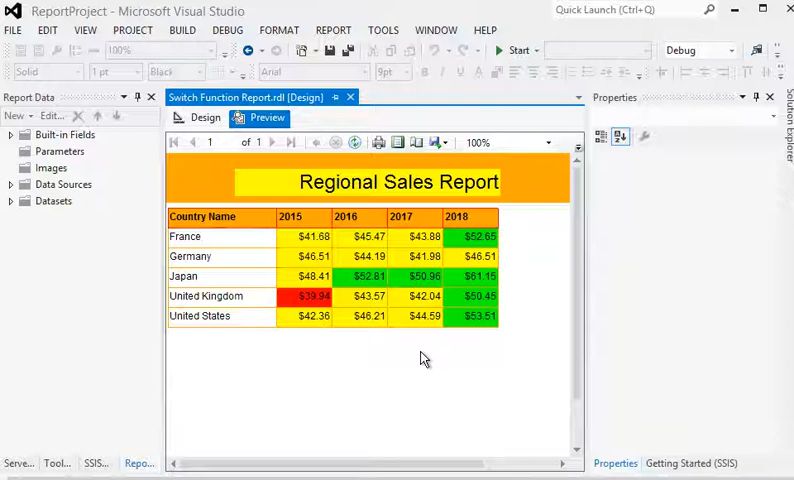 ReportProject - Microsoft Visual Studio
Quick Launch (Ctrl+Q)
FILE EDIT VIEW PROJECT BUILD DEBUG FORMAT REPORT TOOLS WINDOW HELP
100% Start Debug
Solid 1 pt Black Arial 9pt B I U A
Report Data
Switch Function Report.rdl [Design]
Properties
Solution Explorer
New Edit...
Design Preview
Built-in Fields
Parameters
Images
Data Sources
Datasets
1 of 1 100%
Regional Sales Report
Country Name 2015 2016 2017 2018
France $41.68 $45.47 $43.88 $52.65
Germany $46.51 $44.19 $41.98 $46.51
Japan $48.41 $52.81 $50.96 $61.15
United Kingdom $39.94 $43.57 $42.04 $50.45
United States $42.36 $46.21 $44.59 $53.51
Serve... Tool... SSIS... Repo...
Properties Getting Started (SSIS)